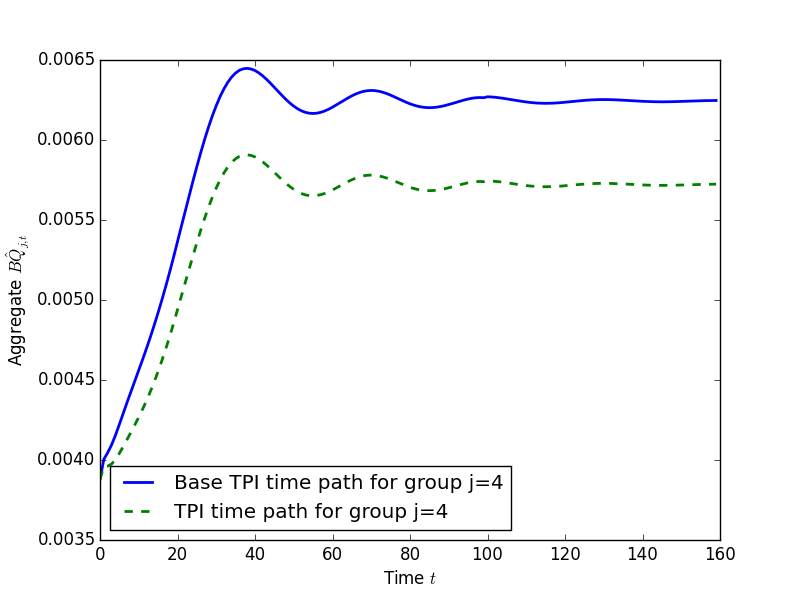 0.0065
0.0060
0.0055
0.0050
0.0045
0.0040
0.0035
Aggregate $\hat{BQ}_{j,t}$
Base TPI time path for group j=4
TPI time path for group j=4
0 20 40 60 80 100 120 140 160
Time t